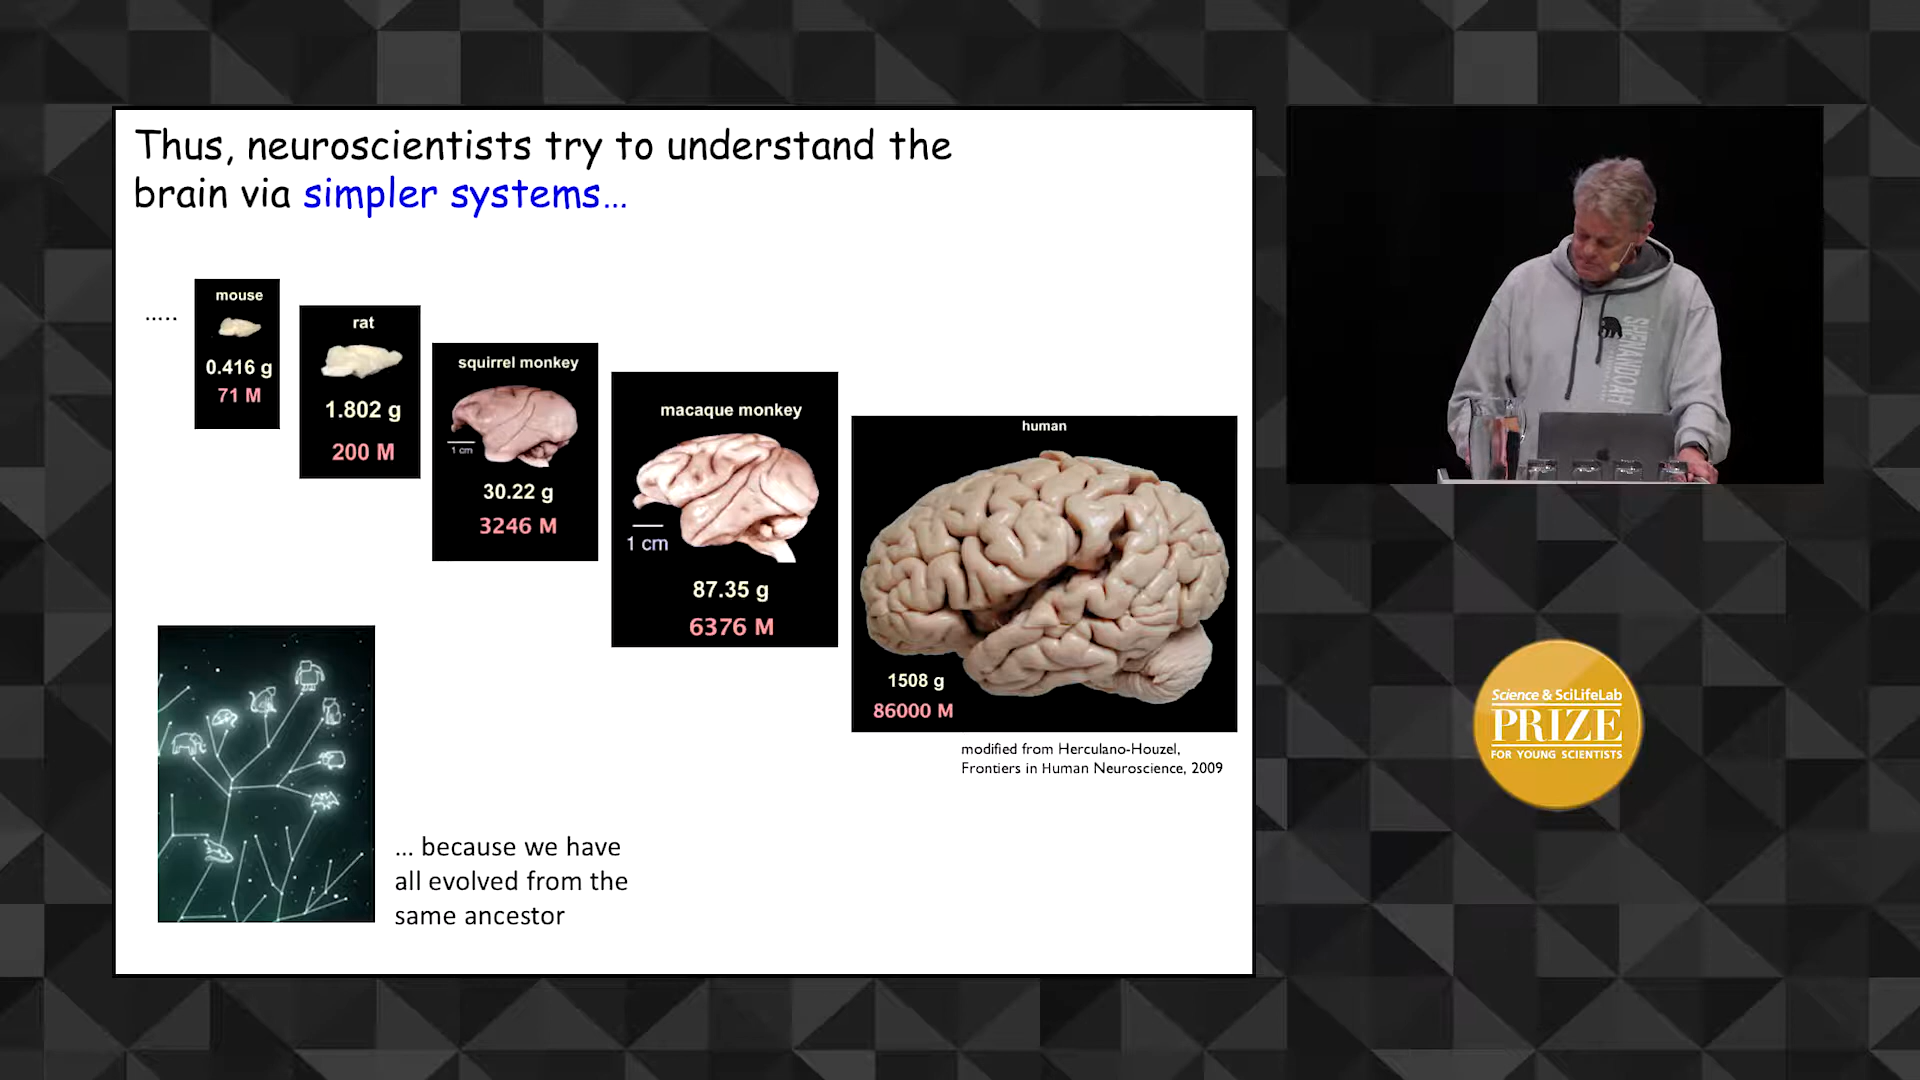 Thus, neuroscientists try to understand the
brain via simpler systems...
.....
mouse
0.416 g
71 M
rat
1.802 g
200 M
squirrel monkey
1 cm
30.22 g
3246 M
macaque monkey
1 cm
87.35 g
6376 M
human
1508 g
86000 M
modified from Herculano-Houzel,
Frontiers in Human Neuroscience, 2009
... because we have
all evolved from the
same ancestor
SHENANDOAH
Science & SciLifeLab
PRIZE
FOR YOUNG SCIENTISTS